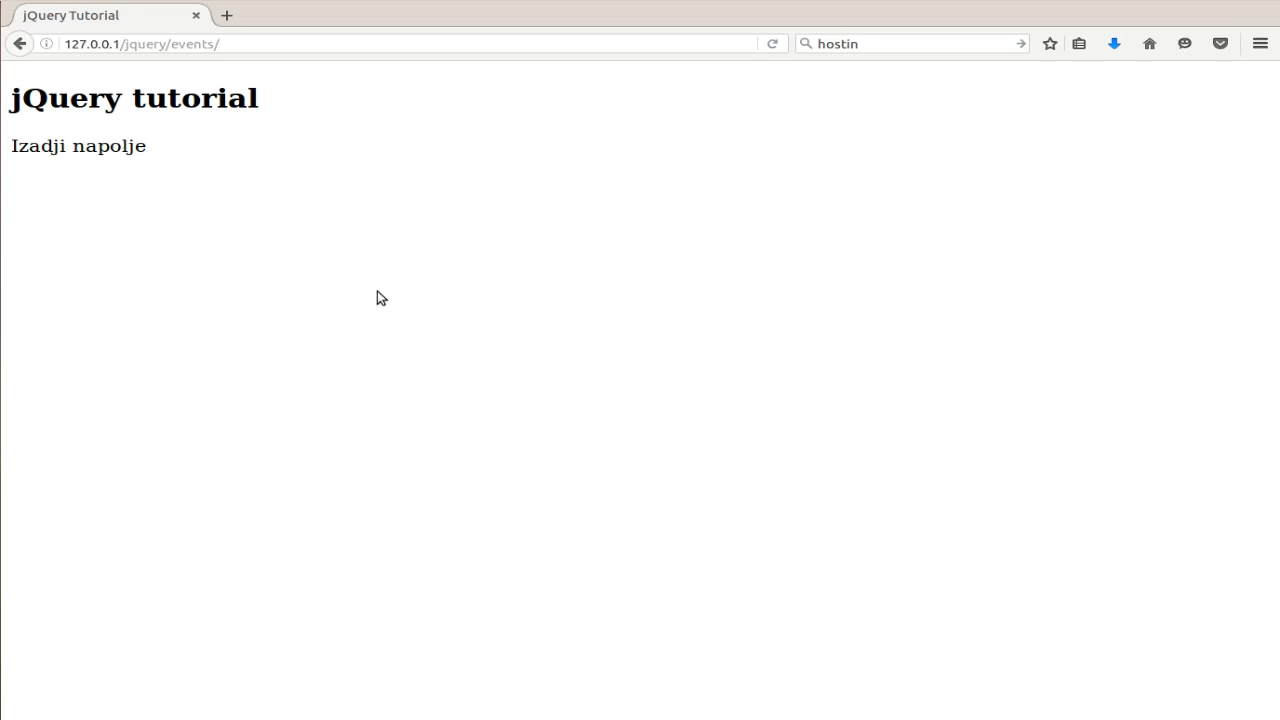 jQuery Tutorial
127.0.0.1/jquery/events/
hostin
jQuery tutorial
Izadji napolje